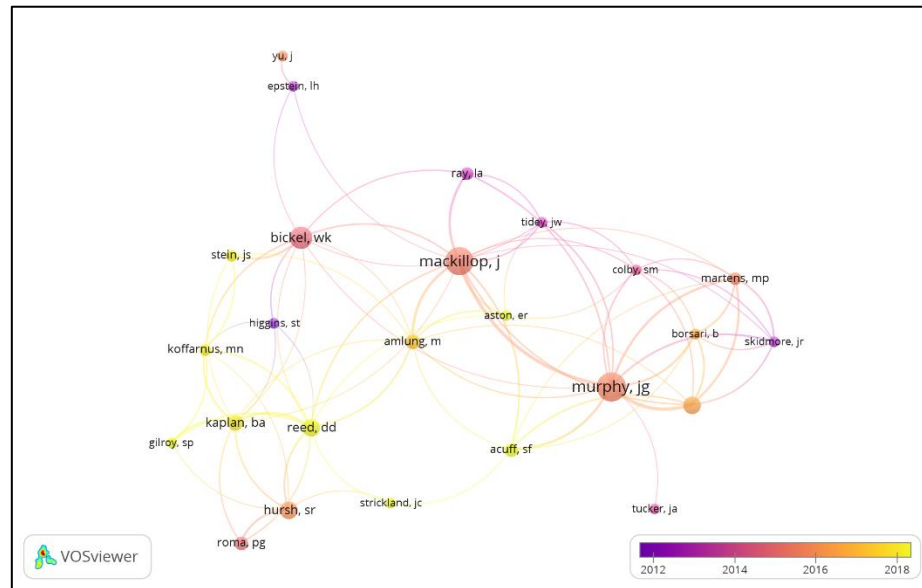 yu, j
epstein, lh
ray, la
tidey, jw
bickel, wk
stein, js
mackillop, j
colby, sm
martens, mp
higgins, st
aston, er
borsari, b
skidmore, jr
koffarnus, mn
amlung, m
murphy, jg
kaplan, ba
reed, dd
gilroy, sp
acuff, sf
strickland, jc
hursh, sr
tucker, ja
roma, pg
VOSviewer
2012 2014 2016 2018